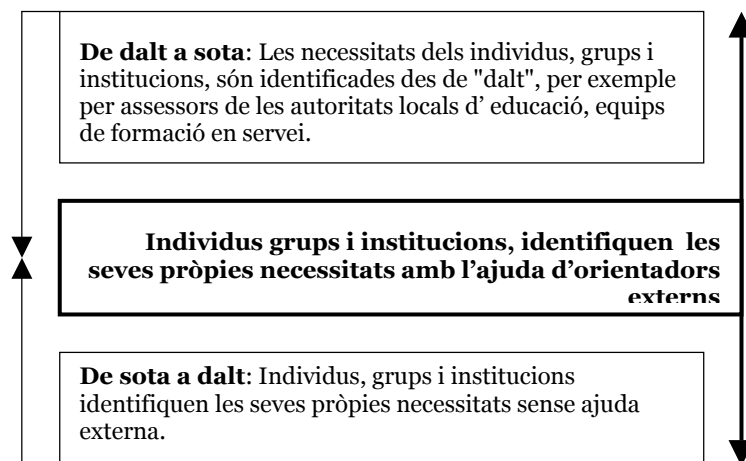 De dalt a sota: Les necessitats dels individus, grups i
institucions, són identificades des de "dalt", per exemple
per assessors de les autoritats locals d’ educació, equips
de formació en servei.
Individus grups i institucions, identifiquen les
seves pròpies necessitats amb l’ajuda d’orientadors
externs
De sota a dalt: Individus, grups i institucions
identifiquen les seves pròpies necessitats sense ajuda
externa.